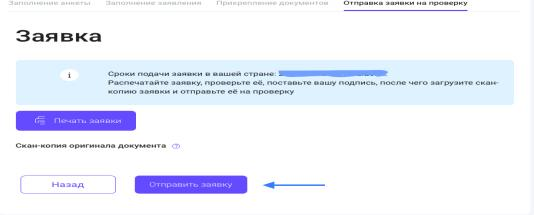 Заполнение анкеты Заполнение заявления Прикрепление документов Отправка заявки на проверку
Заявка
i Сроки подачи заявки в вашей стране:
Распечатайте заявку, проверьте её, поставьте вашу подпись, после чего загрузите скан-
копию заявки и отправьте её на проверку
Печать заявки
Скан-копия оригинала документа ?
Назад Отправить заявку